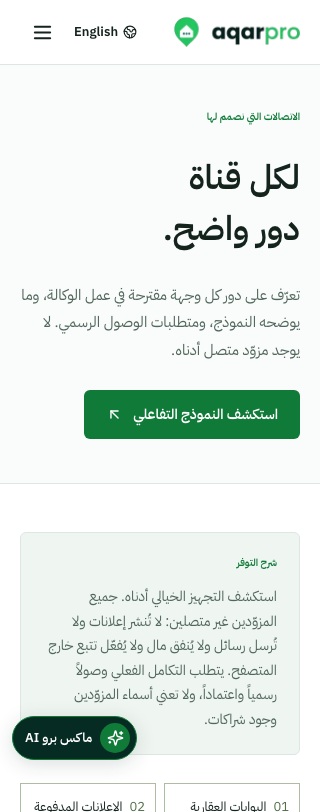 aqarpro
English
الاتصالات التي نصمم لها
لكل قناة
دور واضح.
تعرّف على دور كل وجهة مقترحة في عمل الوكالة، وما
يوضحه النموذج، ومتطلبات الوصول الرسمي. لا
يوجد مزوّد متصل أدناه.
استكشف النموذج التفاعلي
شرح التوفر
استكشف التجهيز الخيالي أدناه. جميع
المزوّدين غير متصلين: لا تُنشر إعلانات ولا
تُرسل رسائل ولا يُنفق مال ولا يُفعّل تتبع خارج
المتصفح. يتطلب التكامل الفعلي وصولاً
رسمياً واعتماداً، ولا تعني أسماء المزوّدين
وجود شراكات.
ماكس برو AI
01 البوابات العقارية
02 الإعلانات المدفوعة